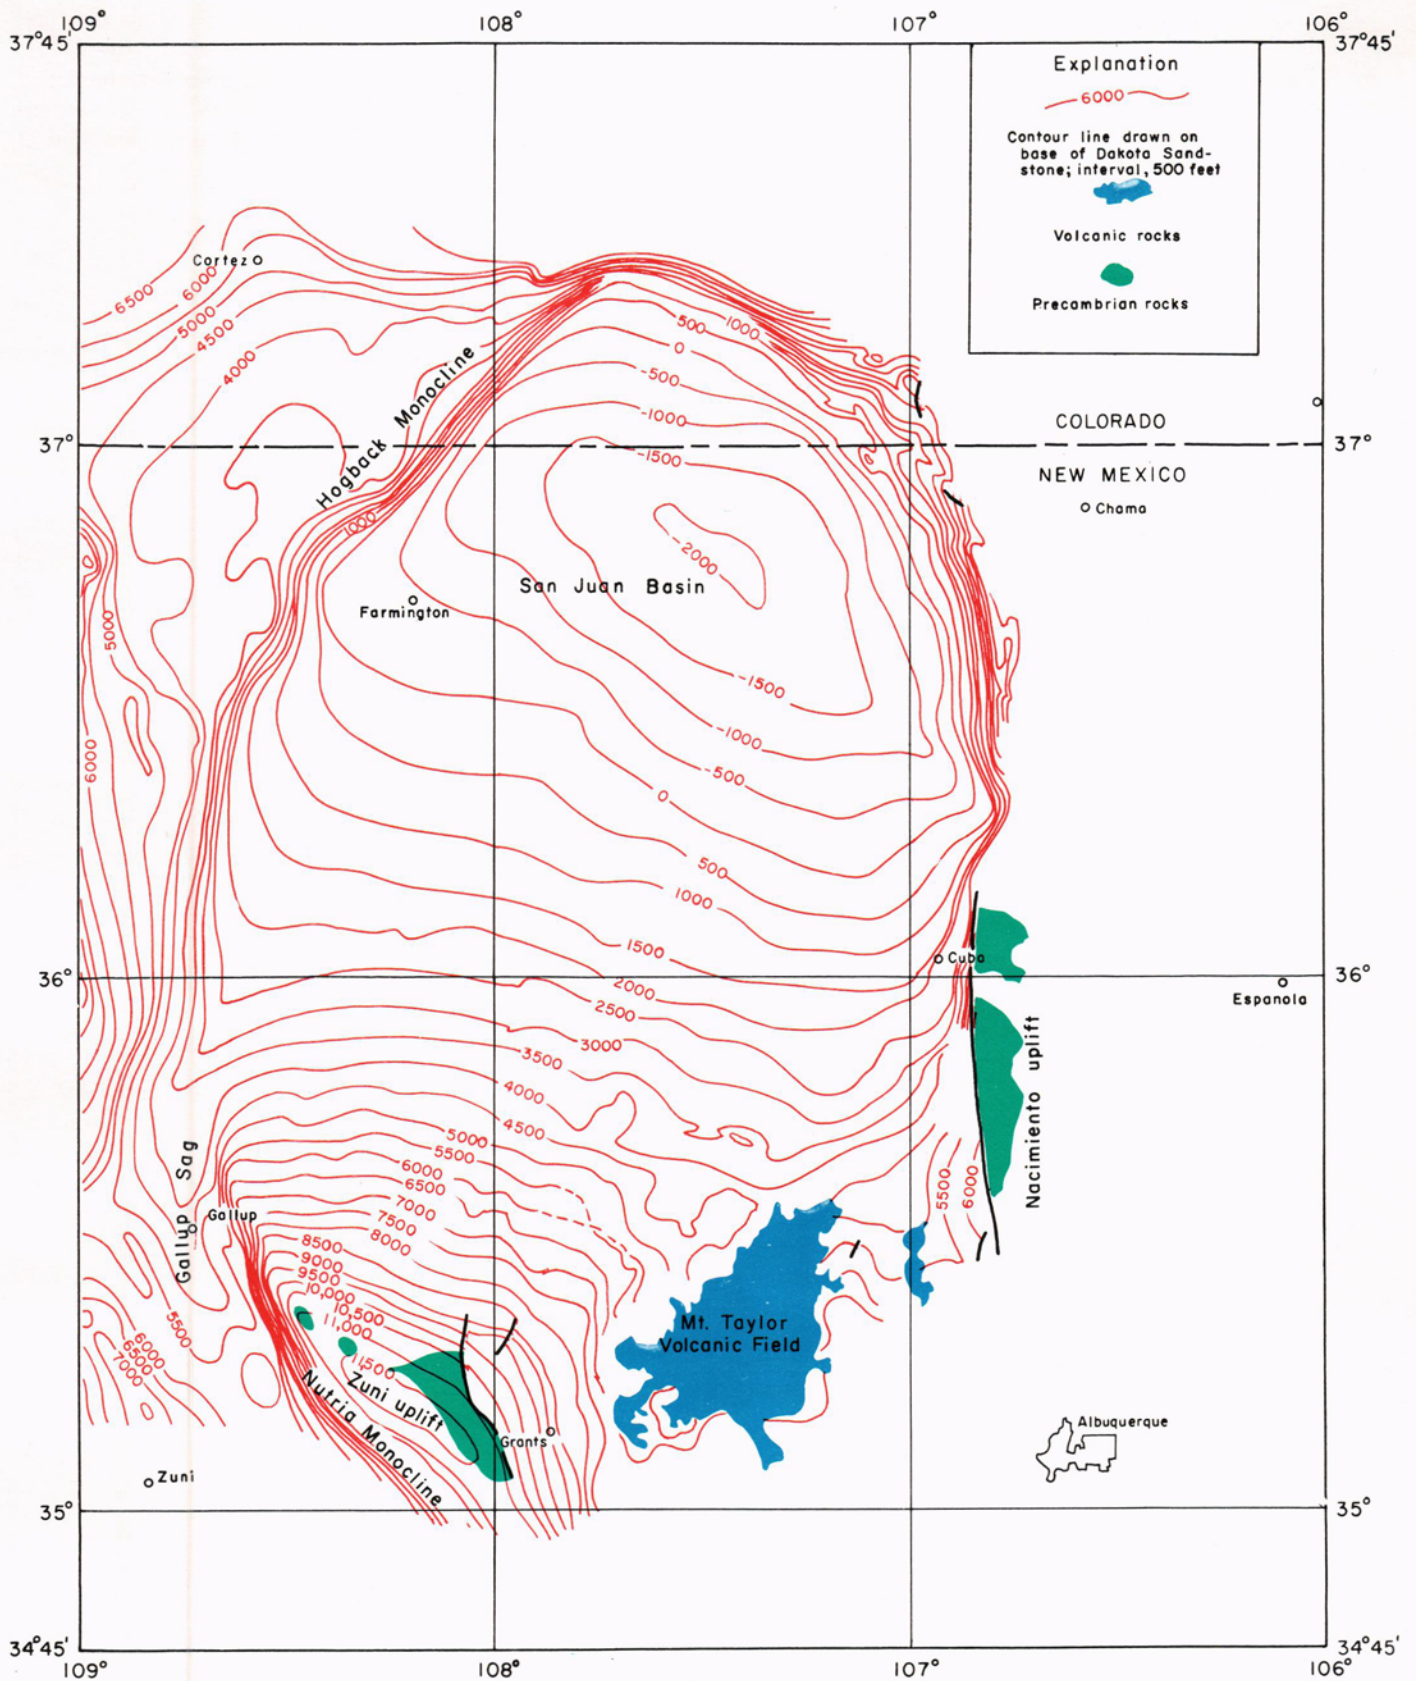 109°
108°
107°
106°
37°45'
37°45'
Explanation
6000
Contour line drawn on
base of Dakota Sand-
stone; interval, 500 feet
Volcanic rocks
Precambrian rocks
Cortez
6500
6000
5000
4500
4000
500
1000
0
-500
-1000
-1500
-2000
Hogback Monocline
1000
37°
COLORADO
37°
NEW MEXICO
Chama
San Juan Basin
Farmington
5000
6000
-1500
-1000
-500
0
500
1000
1500
2000
2500
3000
3500
4000
4500
5000
5500
6000
6500
7000
7500
8000
8500
9000
9500
10,000
10,500
11,000
11,500
36°
Cuba
36°
Espanola
Nacimiento uplift
5500
6000
Gallup Sag
Gallup
5500
6000
6500
7000
Mt. Taylor
Volcanic Field
Zuni uplift
Nutria Monocline
Grants
Zuni
Albuquerque
35°
35°
34°45'
34°45'
109°
108°
107°
106°